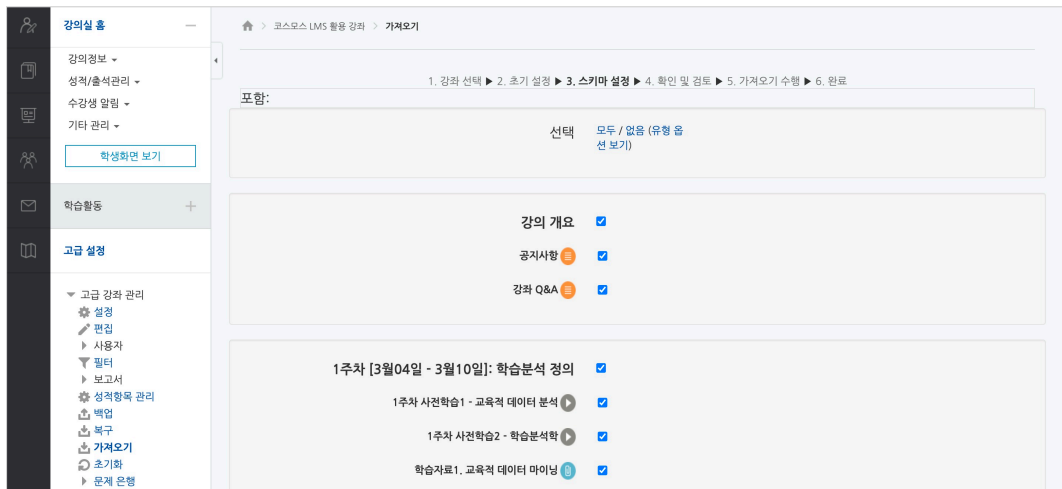 강의실 홈
강의정보
성적/출석관리
수강생 알림
기타 관리
학생화면 보기
학습활동
고급 설정
고급 강좌 관리
설정
편집
사용자
필터
보고서
성적항목 관리
백업
복구
가져오기
초기화
문제 은행
코스모스 LMS 활용 강좌 > 가져오기
1. 강좌 선택 ▶ 2. 초기 설정 ▶ 3. 스키마 설정 ▶ 4. 확인 및 검토 ▶ 5. 가져오기 수행 ▶ 6. 완료
포함:
선택 모두 / 없음 (유형 옵
션 보기)
강의 개요
공지사항
강좌 Q&A
1주차 [3월04일 - 3월10일]: 학습분석 정의
1주차 사전학습1 - 교육적 데이터 분석
1주차 사전학습2 - 학습분석학
학습자료1. 교육적 데이터 마이닝